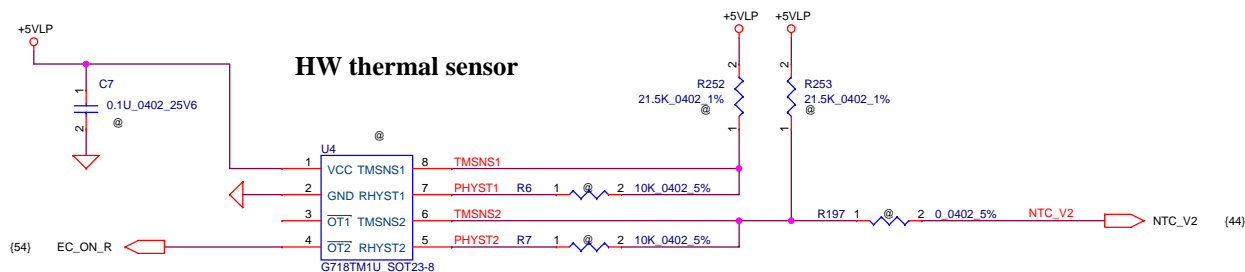 +5VLP
+5VLP
+5VLP
HW thermal sensor
C7
1
0.1U_0402_25V6
2
@
2
R252
21.5K_0402_1%
@
1
2
R253
21.5K_0402_1%
@
1
@
U4
1 VCC TMSNS1 8 TMSNS1
2 GND RHYST1 7 PHYST1 R6 1 @ 2 10K_0402_5%
3 OT1 TMSNS2 6 TMSNS2 R197 1 @ 2 0_0402_5% NTC_V2 NTC_V2 {44}
{54} EC_ON_R 4 OT2 RHYST2 5 PHYST2 R7 1 @ 2 10K_0402_5%
G718TM1U_SOT23-8